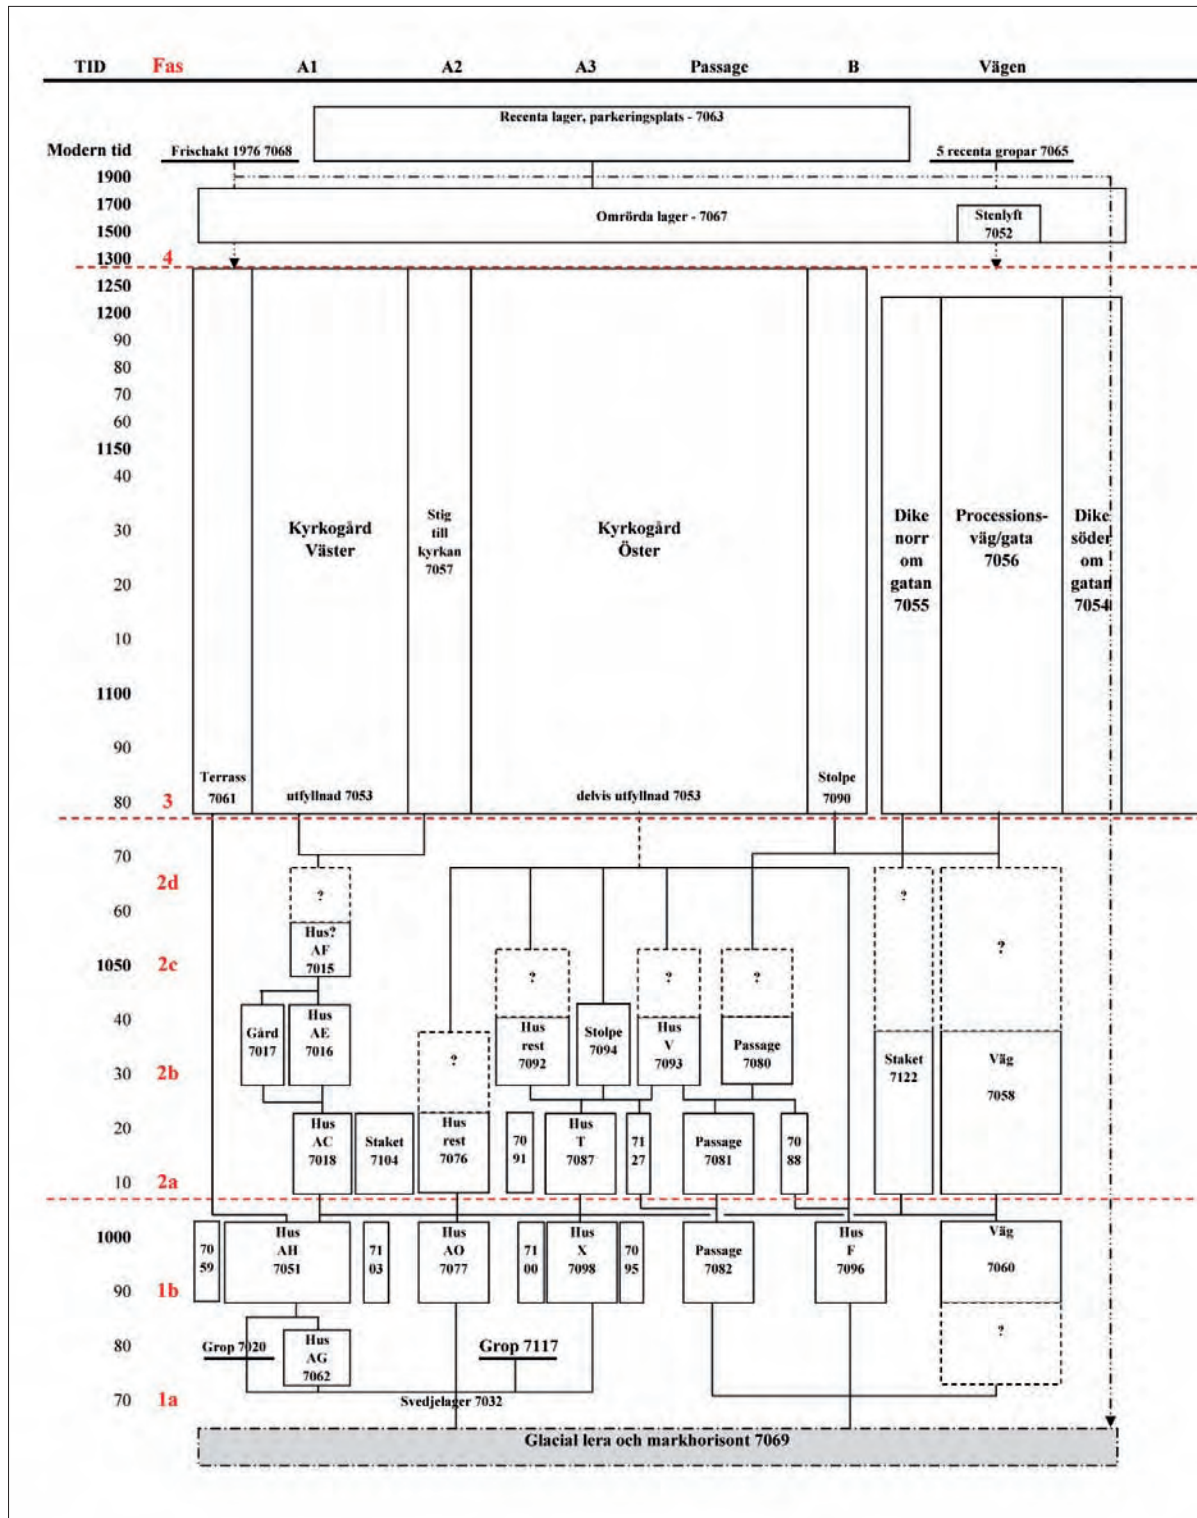 TID Fas A1 A2 A3 Passage B Vägen
Recenta lager, parkeringsplats - 7063
Modern tid
Frischakt 1976 7068
5 recenta gropar 7065
1900
1700
Omrörda lager - 7067
Stenlyft
7052
1500
1300 4
1250
1200
90
80
70
60
1150
40
30
20
10
1100
90
80 3
Terrass
7061
Kyrkogård
Väster
utfyllnad 7053
Stig
till
kyrkan
7057
Kyrkogård
Öster
delvis utfyllnad 7053
Stolpe
7090
Dike
norr
om
gatan
7055
Processions-
väg/gata
7056
Dike
söder
om
gatan
7054
70
2d
60
1050 2c
40
30 2b
20
10 2a
?
Hus?
AF
7015
Gård
7017
Hus
AE
7016
?
?
Hus
rest
7092
Stolpe
7094
?
Hus
V
7093
?
Passage
7080
?
Staket
7122
?
Väg
7058
Hus
AC
7018
Staket
7104
Hus
rest
7076
70
91
Hus
T
7087
71
27
Passage
7081
70
88
1000
90 1b
80
70 1a
70
59
Hus
AH
7051
71
03
Hus
AO
7077
71
00
Hus
X
7098
70
95
Passage
7082
Hus
F
7096
Väg
7060
?
Grop 7020
Hus
AG
7062
Grop 7117
Svedjelager 7032
Glacial lera och markhorisont 7069